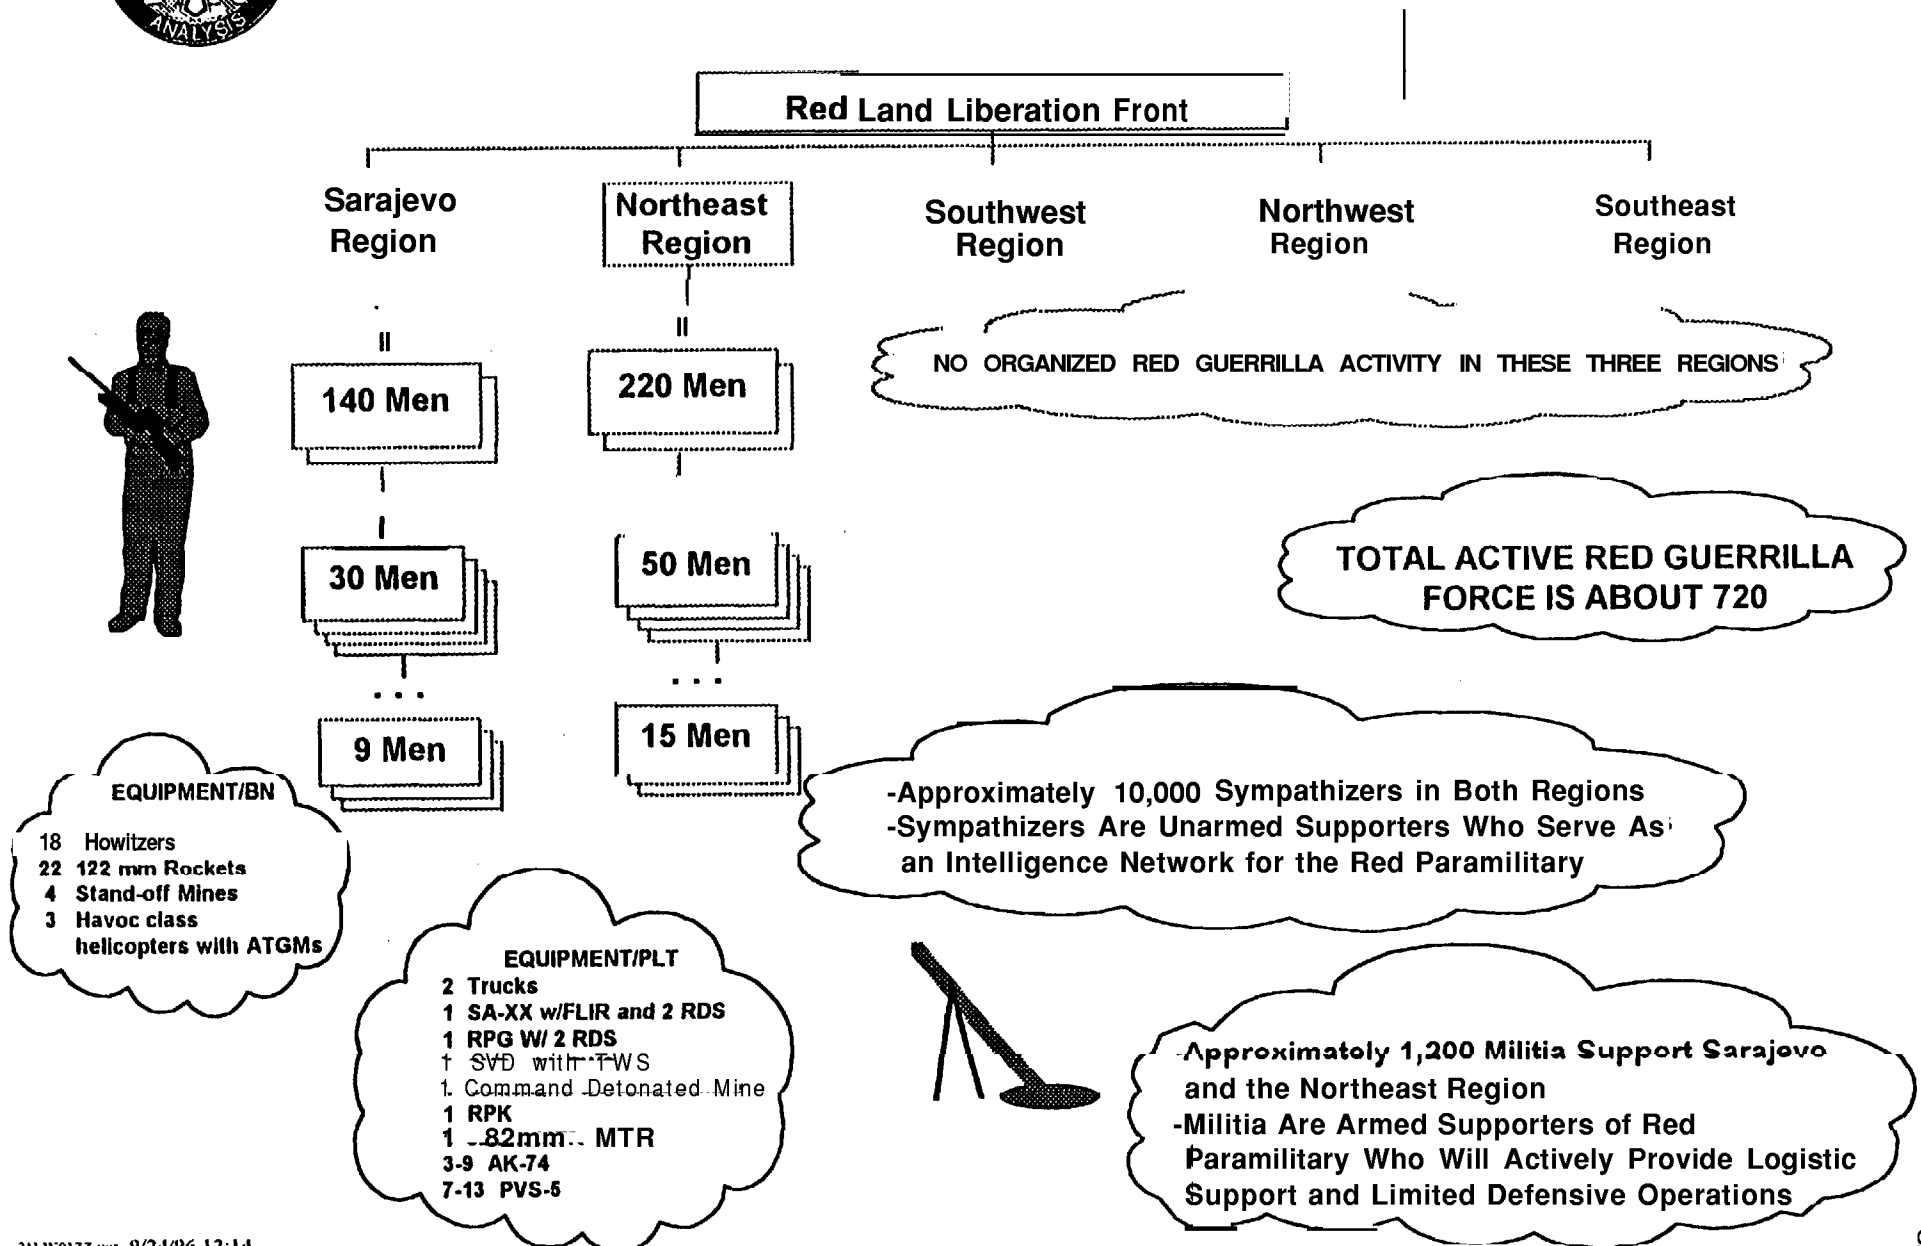 ANALYSIS
Red Land Liberation Front
Sarajevo
Region
Northeast
Region
Southwest
Region
Northwest
Region
Southeast
Region
II
II
140 Men
220 Men
NO ORGANIZED RED GUERRILLA ACTIVITY IN THESE THREE REGIONS
I
30 Men
50 Men
TOTAL ACTIVE RED GUERRILLA
FORCE IS ABOUT 720
...
...
9 Men
15 Men
EQUIPMENT/BN
18 Howitzers
22 122 mm Rockets
4 Stand-off Mines
3 Havoc class
helicopters with ATGMs
-Approximately 10,000 Sympathizers in Both Regions
-Sympathizers Are Unarmed Supporters Who Serve As
an Intelligence Network for the Red Paramilitary
EQUIPMENT/PLT
2 Trucks
1 SA-XX w/FLIR and 2 RDS
1 RPG W/ 2 RDS
1 SVD with TWS
1 Command Detonated Mine
1 RPK
1 82mm MTR
3-9 AK-74
7-13 PVS-5
-Approximately 1,200 Militia Support Sarajevo
and the Northeast Region
-Militia Are Armed Supporters of Red
Paramilitary Who Will Actively Provide Logistic
Support and Limited Defensive Operations
9/24/96 12:14